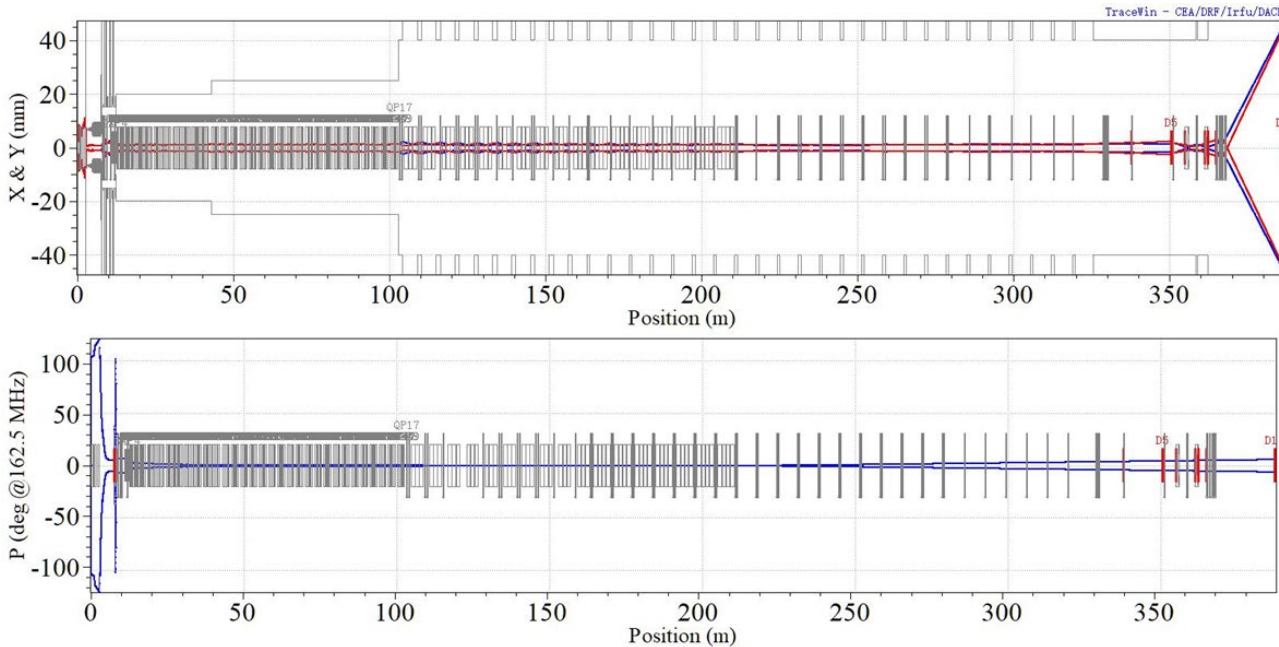 TraceWin - CEA/DRF/Irfu/DAC
40
20
0
-20
-40
X & Y (mm)
QP17
D5
D
0 50 100 150 200 250 300 350
Position (m)
100
50
0
-50
-100
P (deg @162.5 MHz)
QP17
D5
D1
0 50 100 150 200 250 300 350
Position (m)